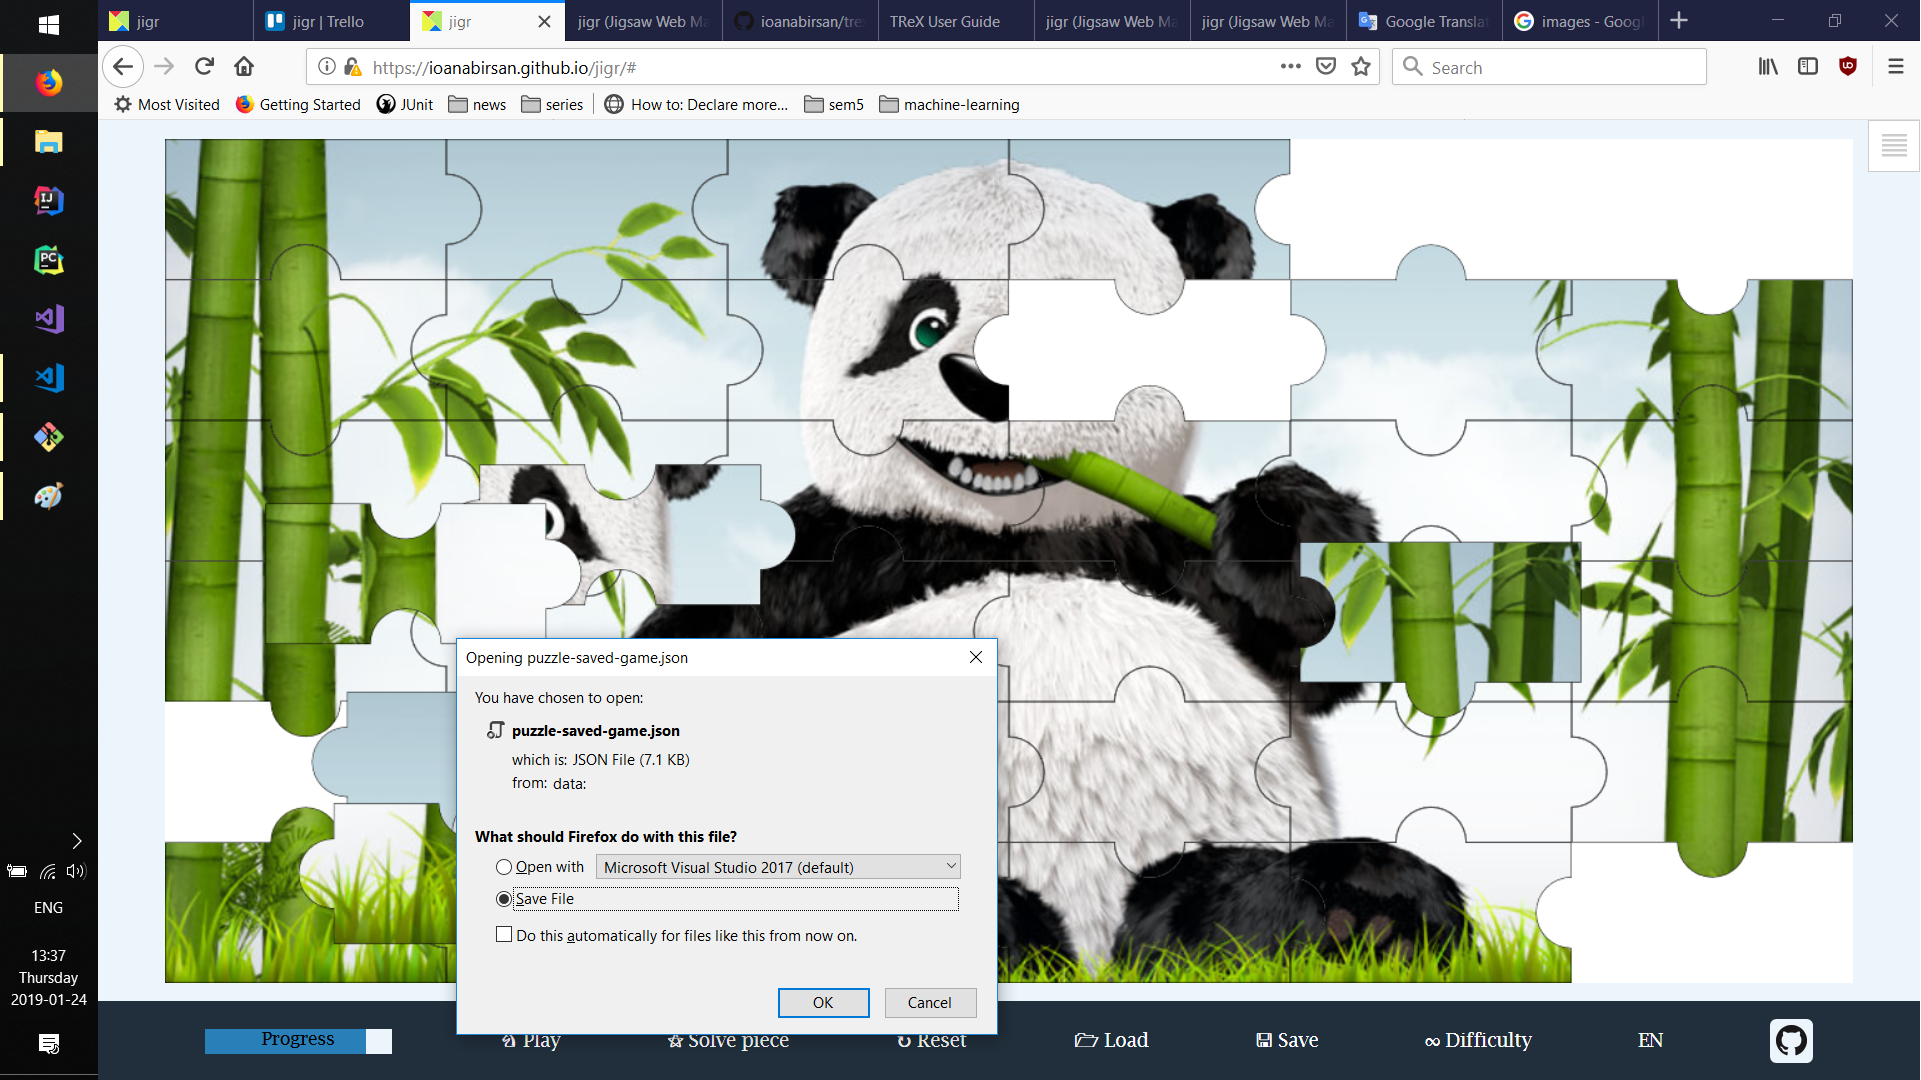 jigr
jigr | Trello
jigr
jigr (Jigsaw Web Ma
ioanabirsan/tre
TReX User Guide
jigr (Jigsaw Web Ma
jigr (Jigsaw Web Ma
Google Translat
images - Googl
https://ioanabirsan.github.io/jigr/#
Search
Most Visited
Getting Started
JUnit
news
series
How to: Declare more...
sem5
machine-learning
Opening puzzle-saved-game.json
You have chosen to open:
puzzle-saved-game.json
which is: JSON File (7.1 KB)
from: data:
What should Firefox do with this file?
Open with
Microsoft Visual Studio 2017 (default)
Save File
Do this automatically for files like this from now on.
OK
Cancel
Progress
Play
Solve piece
Reset
Load
Save
∞ Difficulty
EN
IJ
PC
ENG
13:37
Thursday
2019-01-24